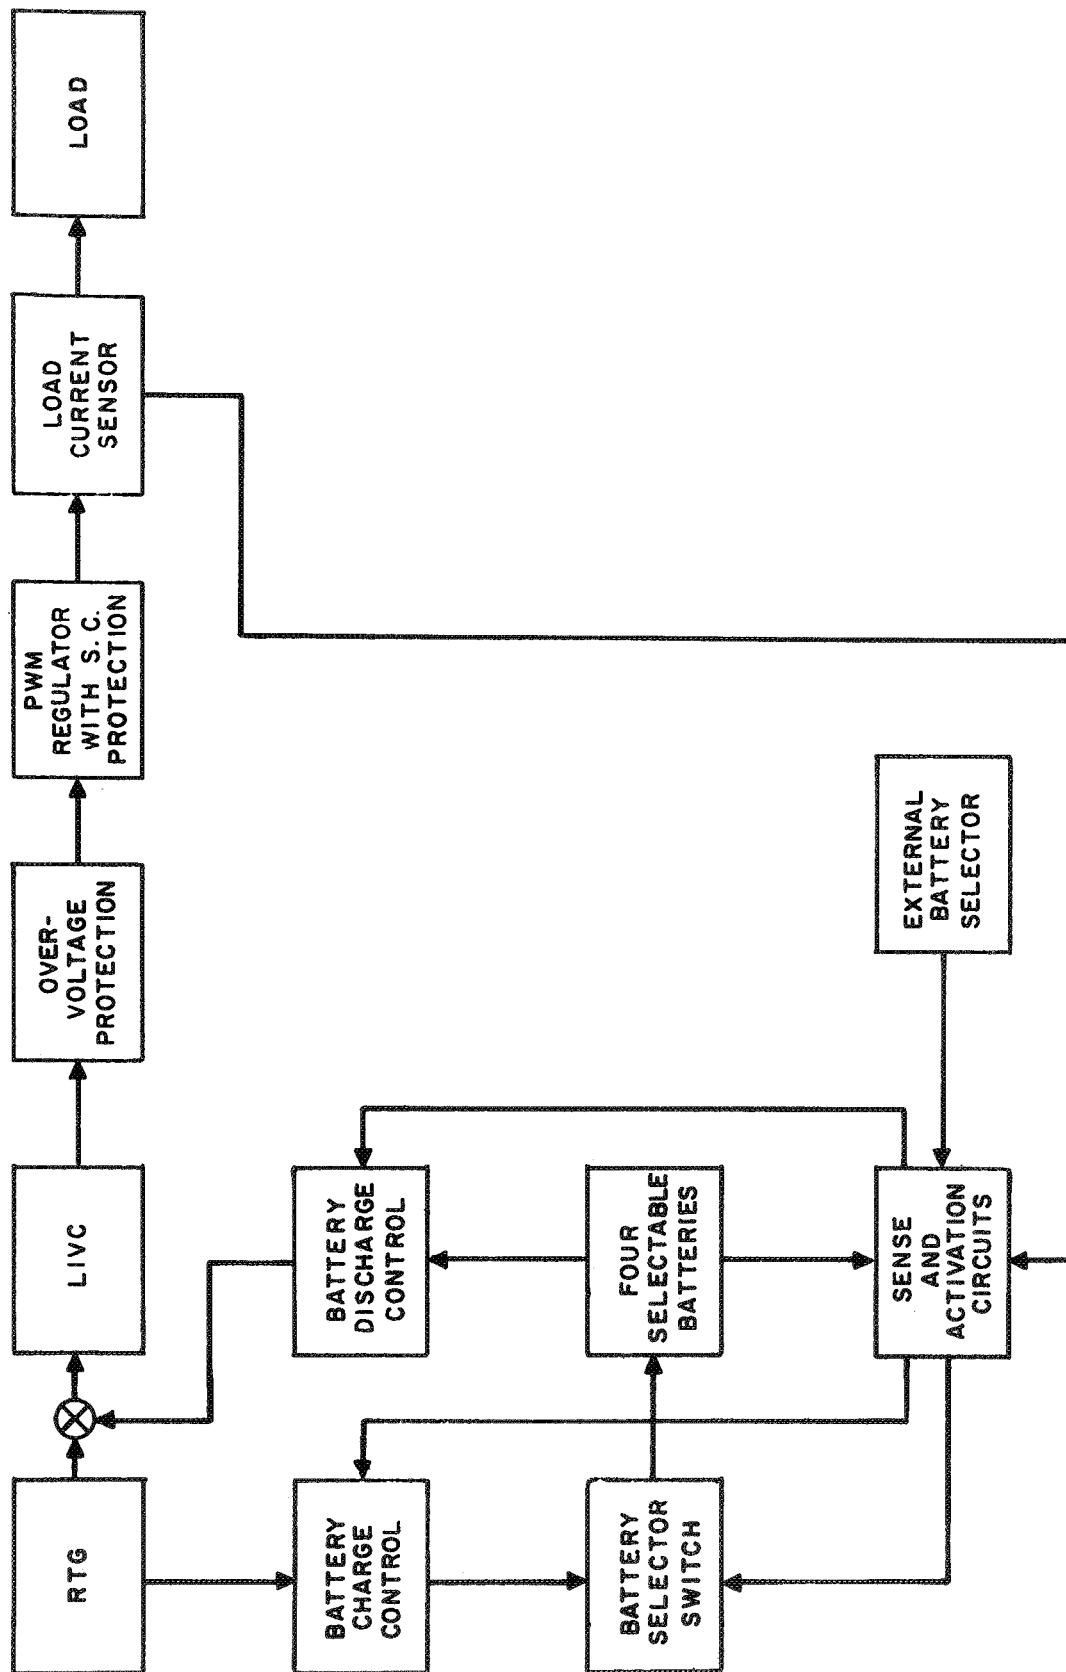 RTG
LIVC
OVER-
VOLTAGE
PROTECTION
PWM
REGULATOR
WITH S. C.
PROTECTION
LOAD
CURRENT
SENSOR
LOAD
BATTERY
CHARGE
CONTROL
BATTERY
DISCHARGE
CONTROL
BATTERY
SELECTOR
SWITCH
FOUR
SELECTABLE
BATTERIES
SENSE
AND
ACTIVATION
CIRCUITS
EXTERNAL
BATTERY
SELECTOR